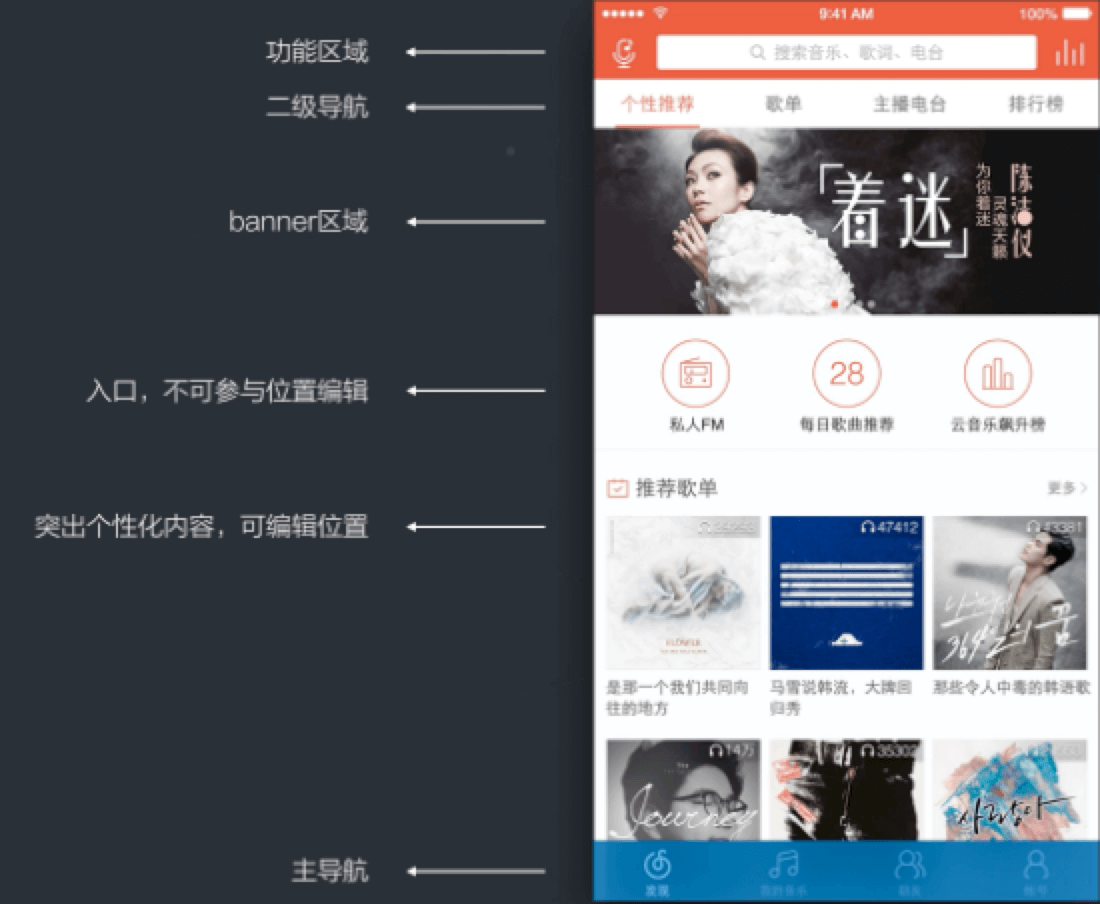 9:41 AM
100%
功能区域
搜索音乐、歌词、电台
二级导航
个性推荐
歌单
主播电台
排行榜
banner区域
「着迷」
为你着迷
灵魂天籁
陈洁仪
入口，不可参与位置编辑
28
私人FM
每日歌曲推荐
云音乐飙升榜
推荐歌单
更多
突出个性化内容，可编辑位置
47412
43381
FLOWER
是那一个我们共同向
往的地方
马雪说韩流，大牌回
归秀
那些令人中毒的韩语歌
14万
35302
Journey
사랑않아
主导航
发现
我的音乐
朋友
帐号